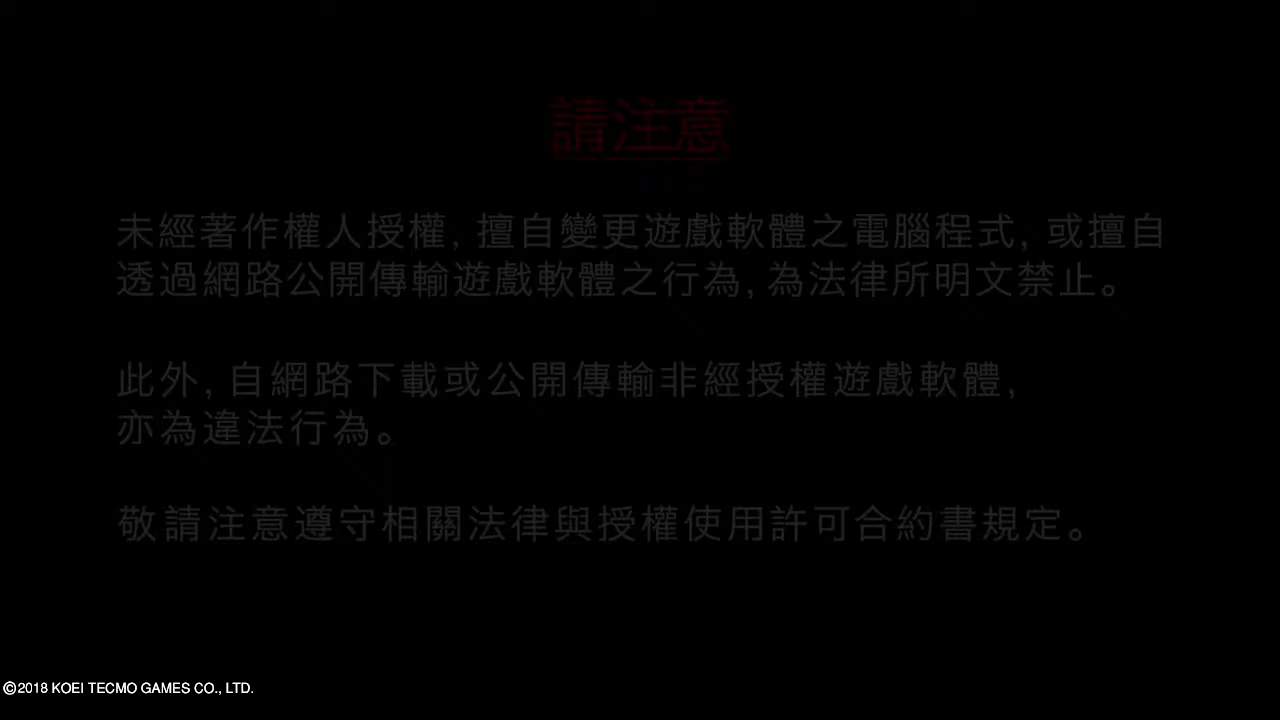 請注意
未經著作權人授權, 擅自變更遊戲軟體之電腦程式, 或擅自
透過網路公開傳輸遊戲軟體之行為, 為法律所明文禁止。
此外, 自網路下載或公開傳輸非經授權遊戲軟體,
亦為違法行為。
敬請注意遵守相關法律與授權使用許可合約書規定。
©2018 KOEI TECMO GAMES CO., LTD.